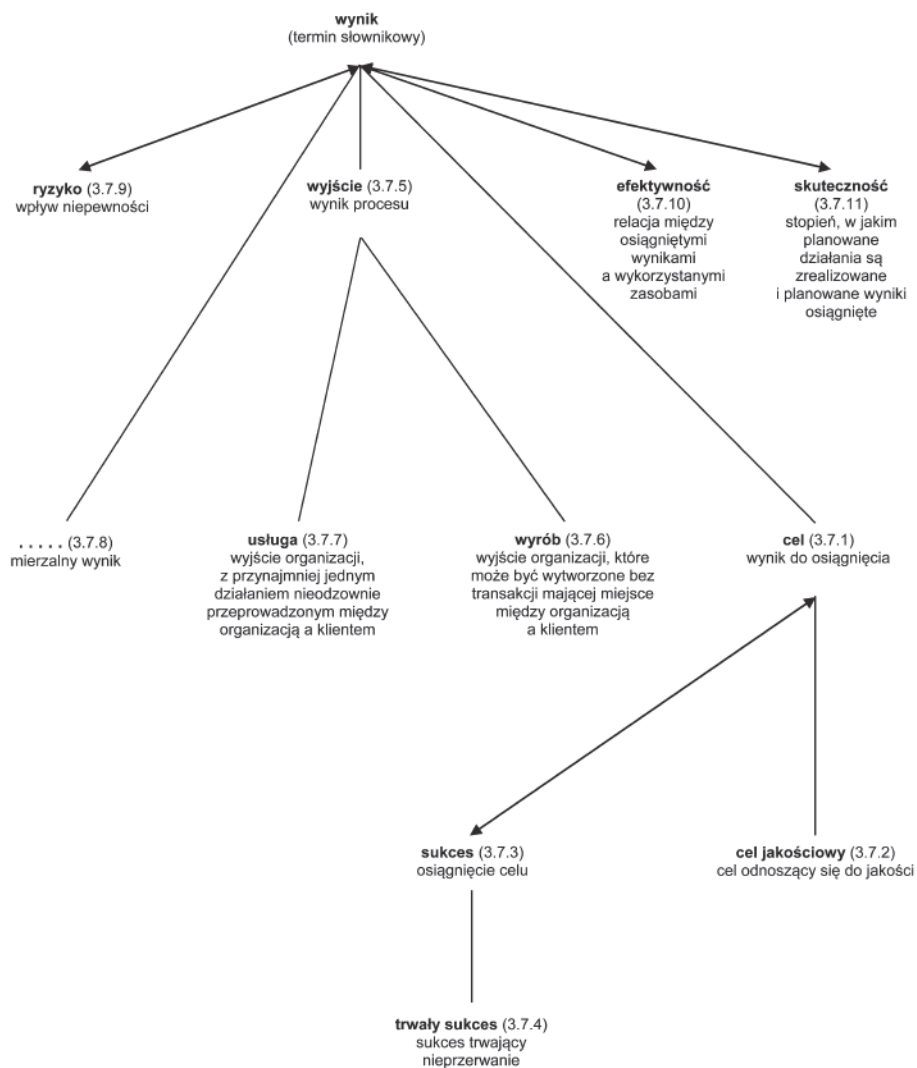 wynik
(termin słownikowy)
ryzyko (3.7.9)
wpływ niepewności
wyjście (3.7.5)
wynik procesu
efektywność
(3.7.10)
relacja między
osiągniętymi
wynikami
a wykorzystanymi
zasobami
skuteczność
(3.7.11)
stopień, w jakim
planowane
działania są
zrealizowane
i planowane wyniki
osiągnięte
. . . . . (3.7.8)
mierzalny wynik
usługa (3.7.7)
wyjście organizacji,
z przynajmniej jednym
działaniem nieodzownie
przeprowadzonym między
organizacją a klientem
wyrób (3.7.6)
wyjście organizacji, które
może być wytworzone bez
transakcji mającej miejsce
między organizacją
a klientem
cel (3.7.1)
wynik do osiągnięcia
sukces (3.7.3)
osiągnięcie celu
cel jakościowy (3.7.2)
cel odnoszący się do jakości
trwały sukces (3.7.4)
sukces trwający
nieprzerwanie